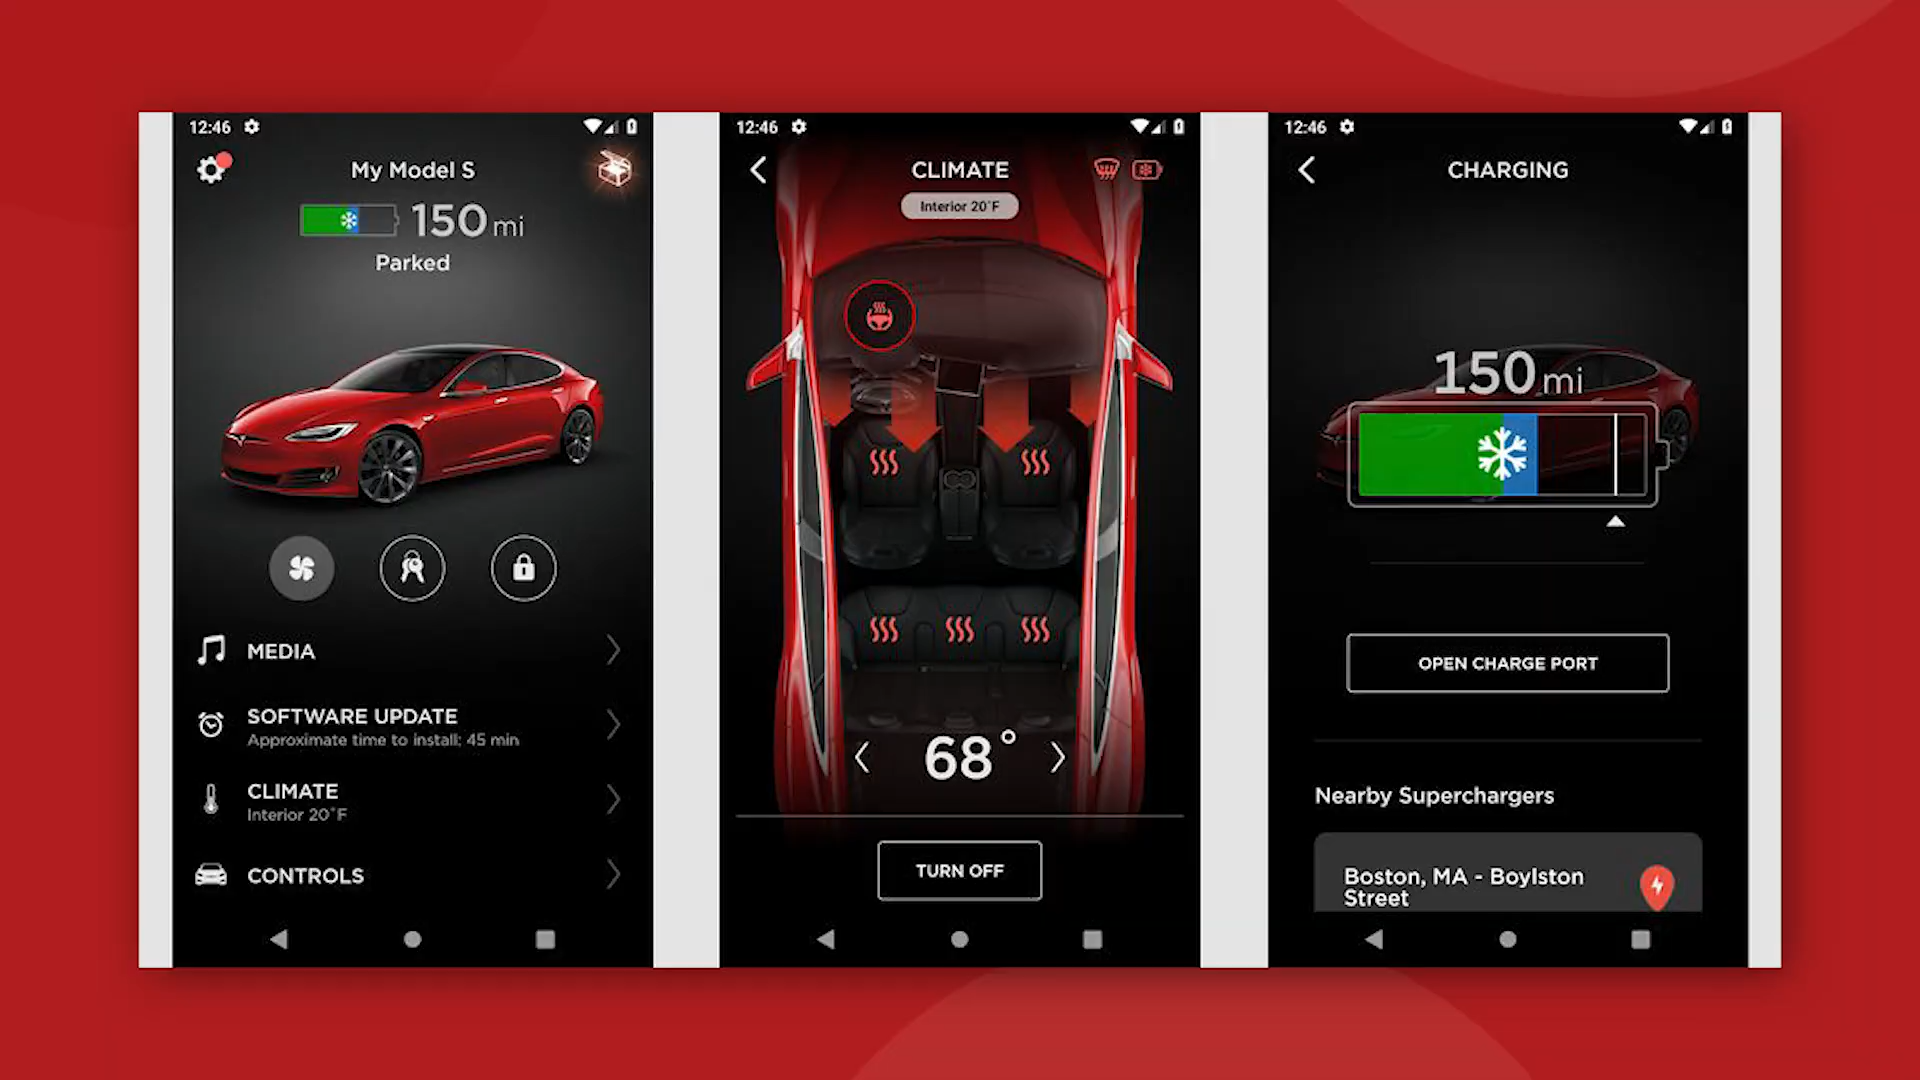 12:46
My Model S
150 mi
Parked
MEDIA
SOFTWARE UPDATE
Approximate time to install: 45 min
CLIMATE
Interior 20°F
CONTROLS
12:46
CLIMATE
Interior 20°F
68°
TURN OFF
12:46
CHARGING
150 mi
OPEN CHARGE PORT
Nearby Superchargers
Boston, MA - Boylston
Street